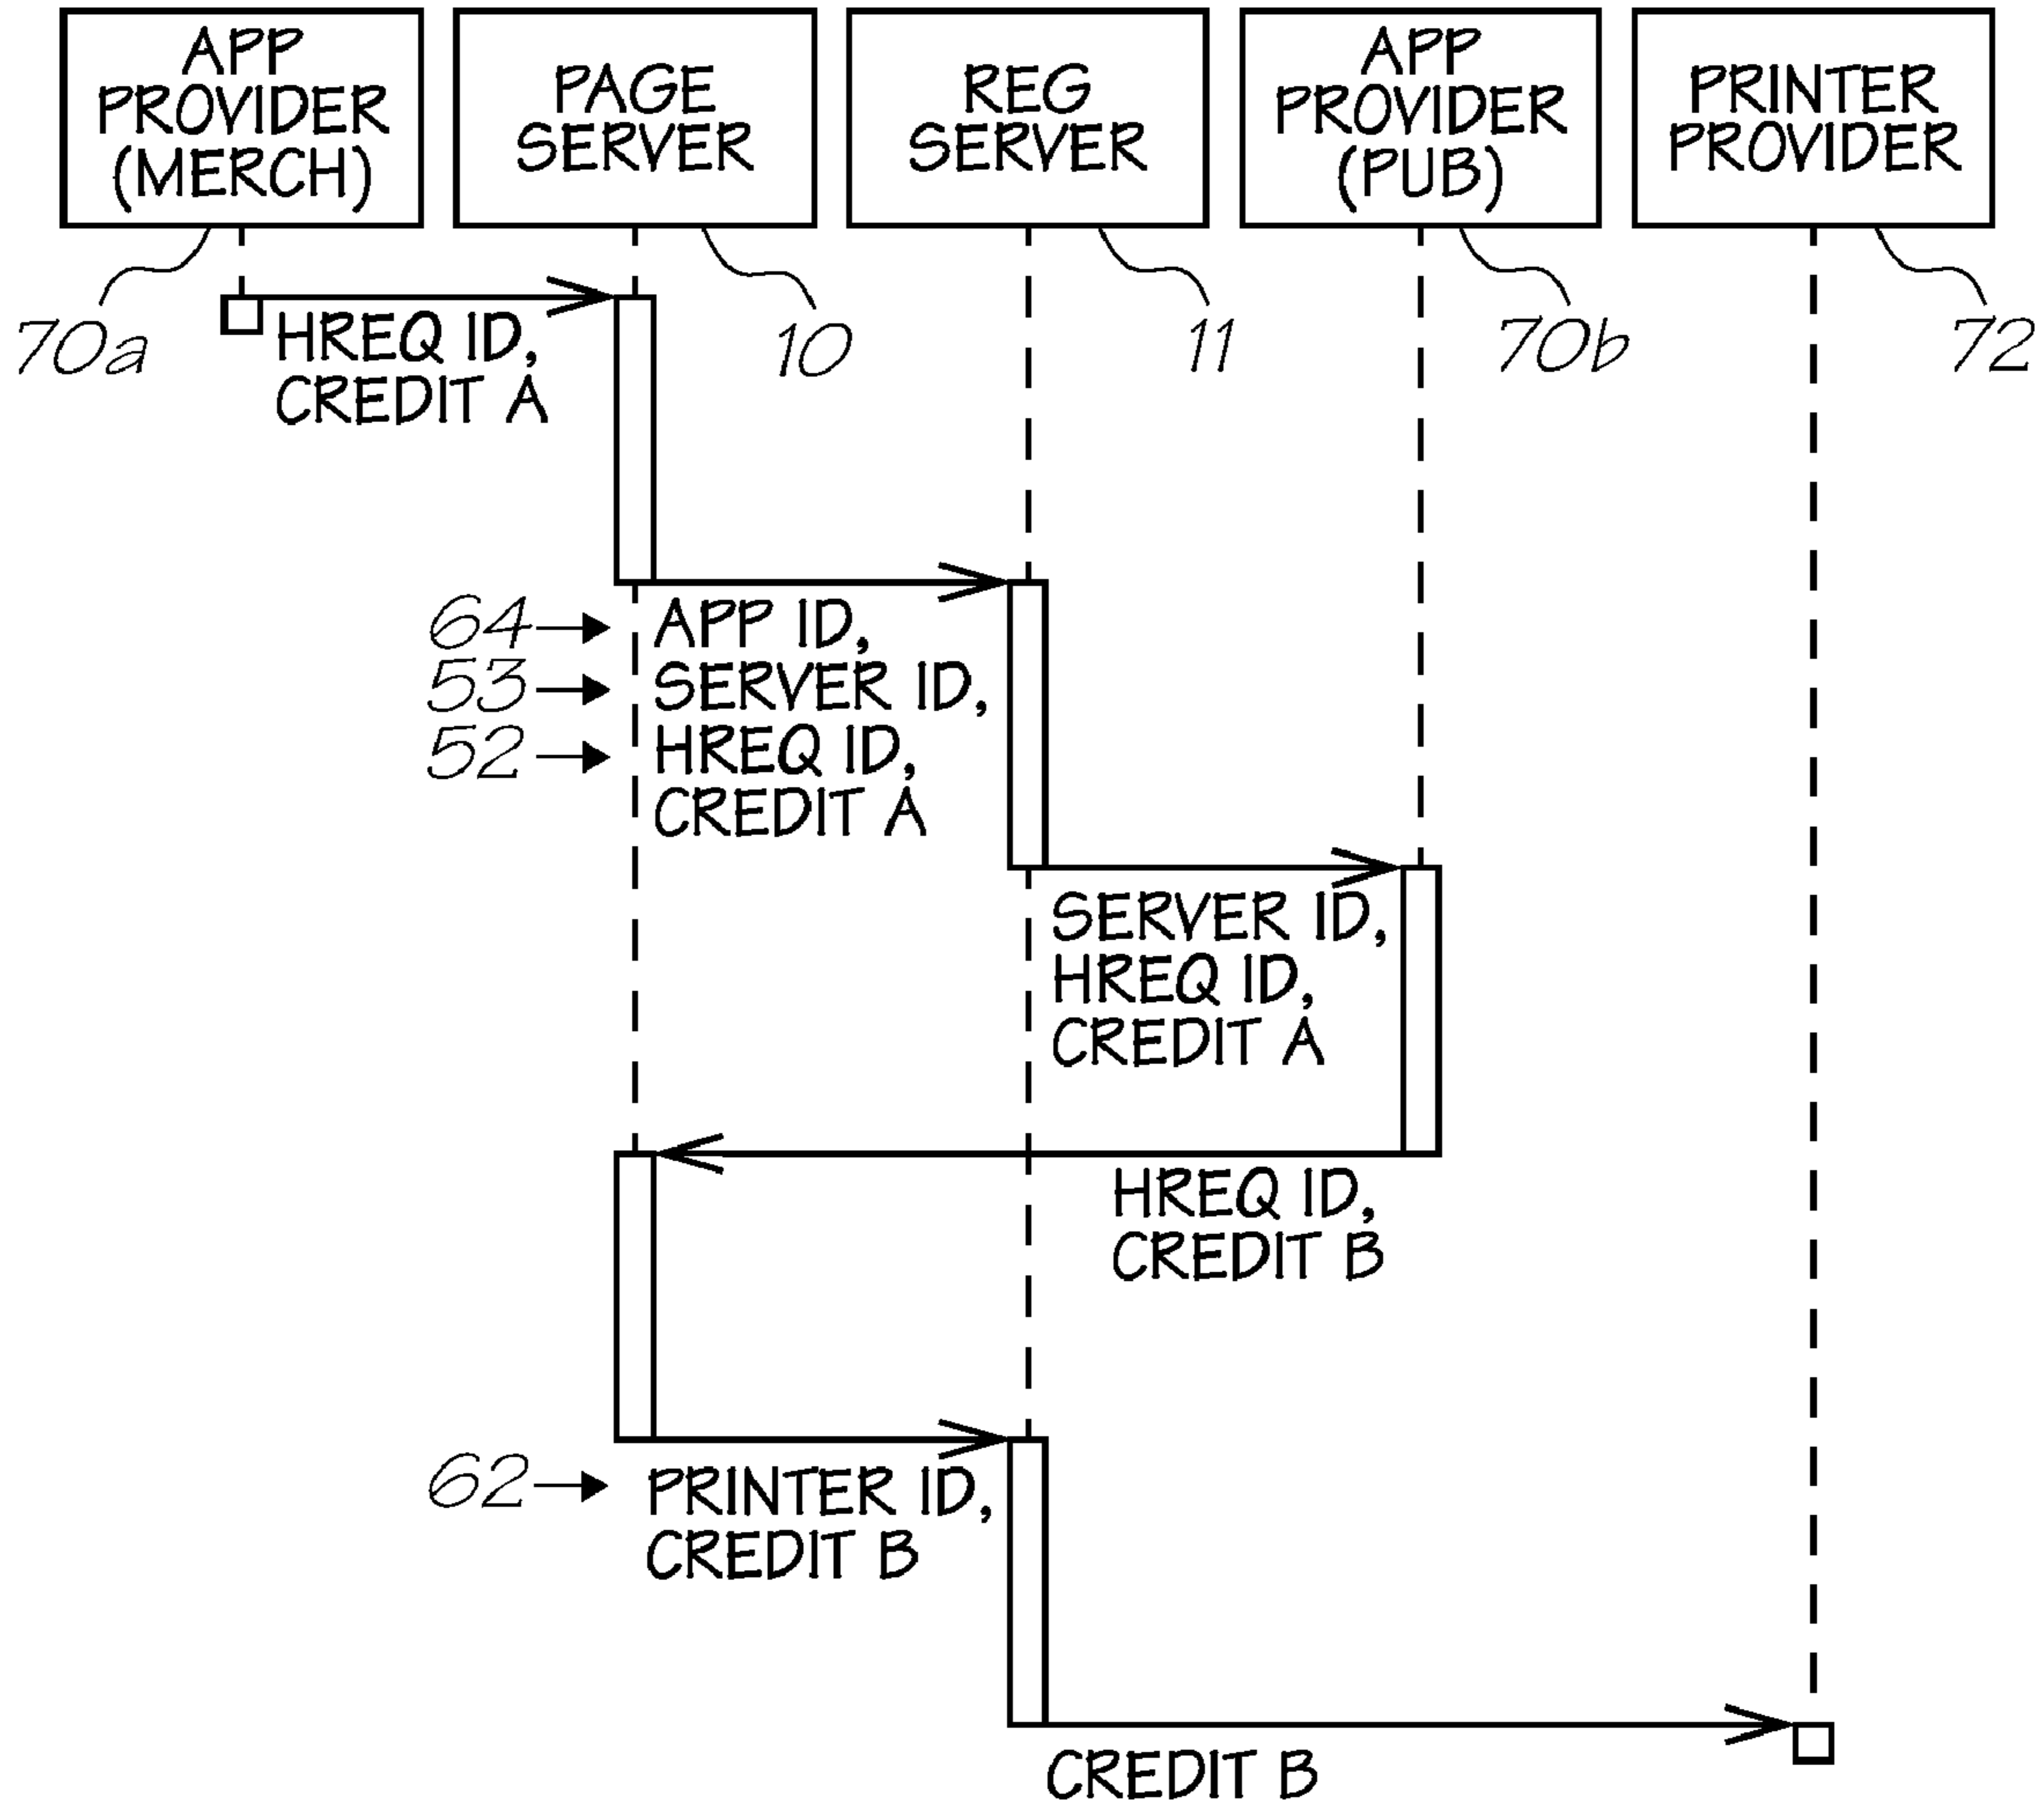 APP
PROVIDER
(MERCH)
PAGE
SERVER
REG
SERVER
APP
PROVIDER
(PUB)
PRINTER
PROVIDER
70a
10
11
70b
72
HREQ ID,
CREDIT A
64
APP ID,
53
SERVER ID,
52
HREQ ID,
CREDIT A
SERVER ID,
HREQ ID,
CREDIT A
HREQ ID,
CREDIT B
62
PRINTER ID,
CREDIT B
CREDIT B